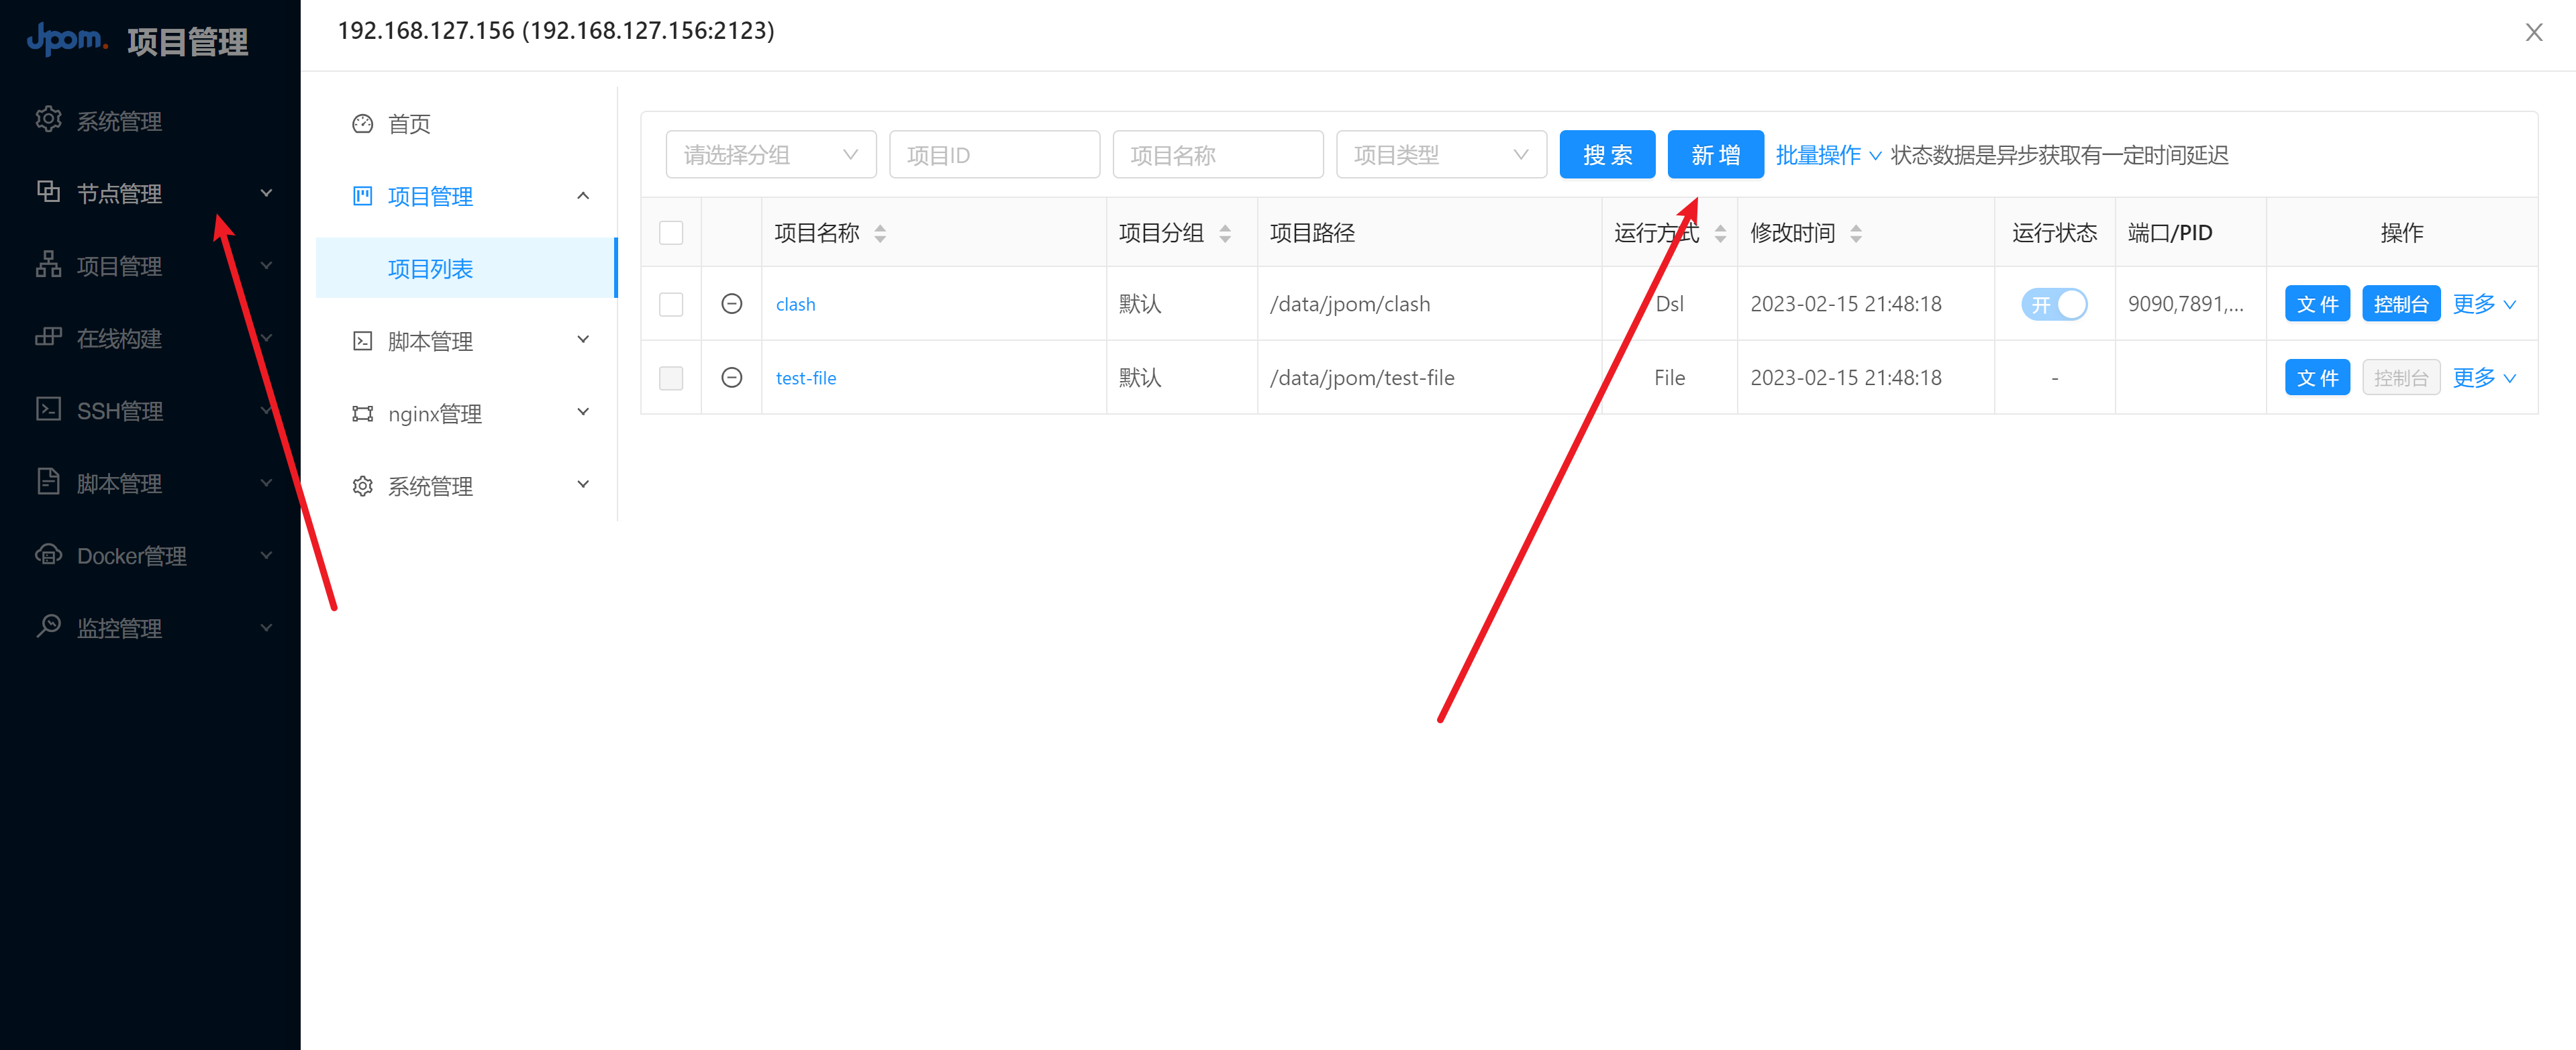 Jpom. 项目管理
系统管理
节点管理
项目管理
在线构建
SSH管理
脚本管理
Docker管理
监控管理
192.168.127.156 (192.168.127.156:2123)
首页
项目管理
项目列表
脚本管理
nginx管理
系统管理
请选择分组 项目ID 项目名称 项目类型 搜索 新增 批量操作 状态数据是异步获取有一定时间延迟
项目名称 项目分组 项目路径 运行方式 修改时间 运行状态 端口/PID 操作
clash 默认 /data/jpom/clash Dsl 2023-02-15 21:48:18 开 9090,7891,... 文件 控制台 更多
test-file 默认 /data/jpom/test-file File 2023-02-15 21:48:18 - 文件 控制台 更多